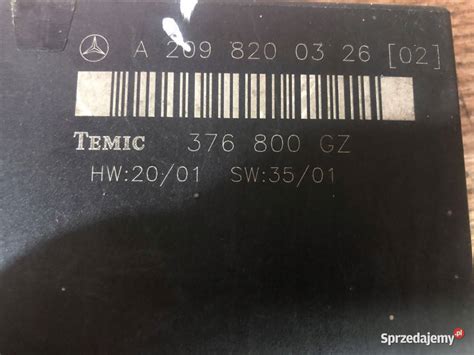 A 209 820 03 26 [02]
TEMIC 376 800 GZ
HW:20/01 SW:35/01
Sprzedajemy.pl